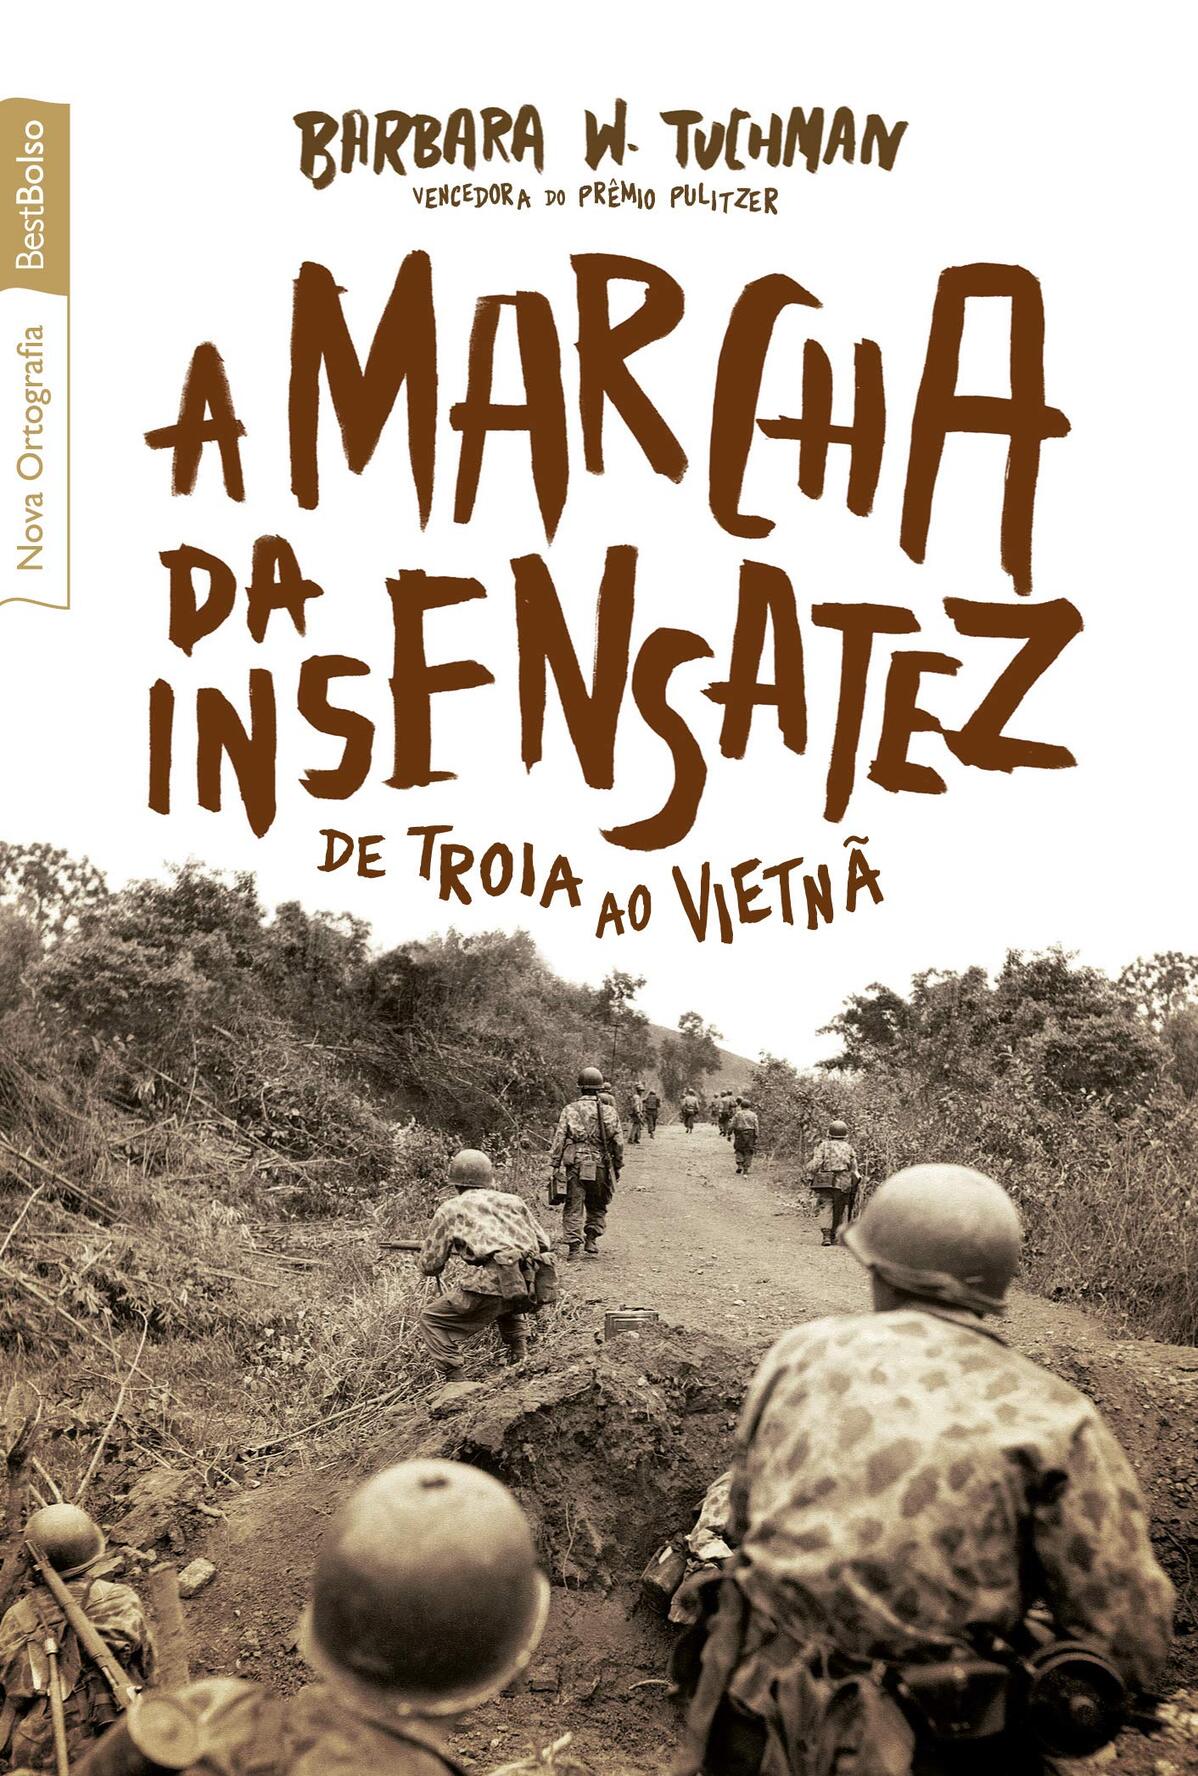 BARBARA W. TUCHMAN
VENCEDORA DO PRÊMIO PULITZER
A MARCHA
DA
INSENSATEZ
DE TROIA AO VIETNÃ
BestBolso
Nova Ortografia